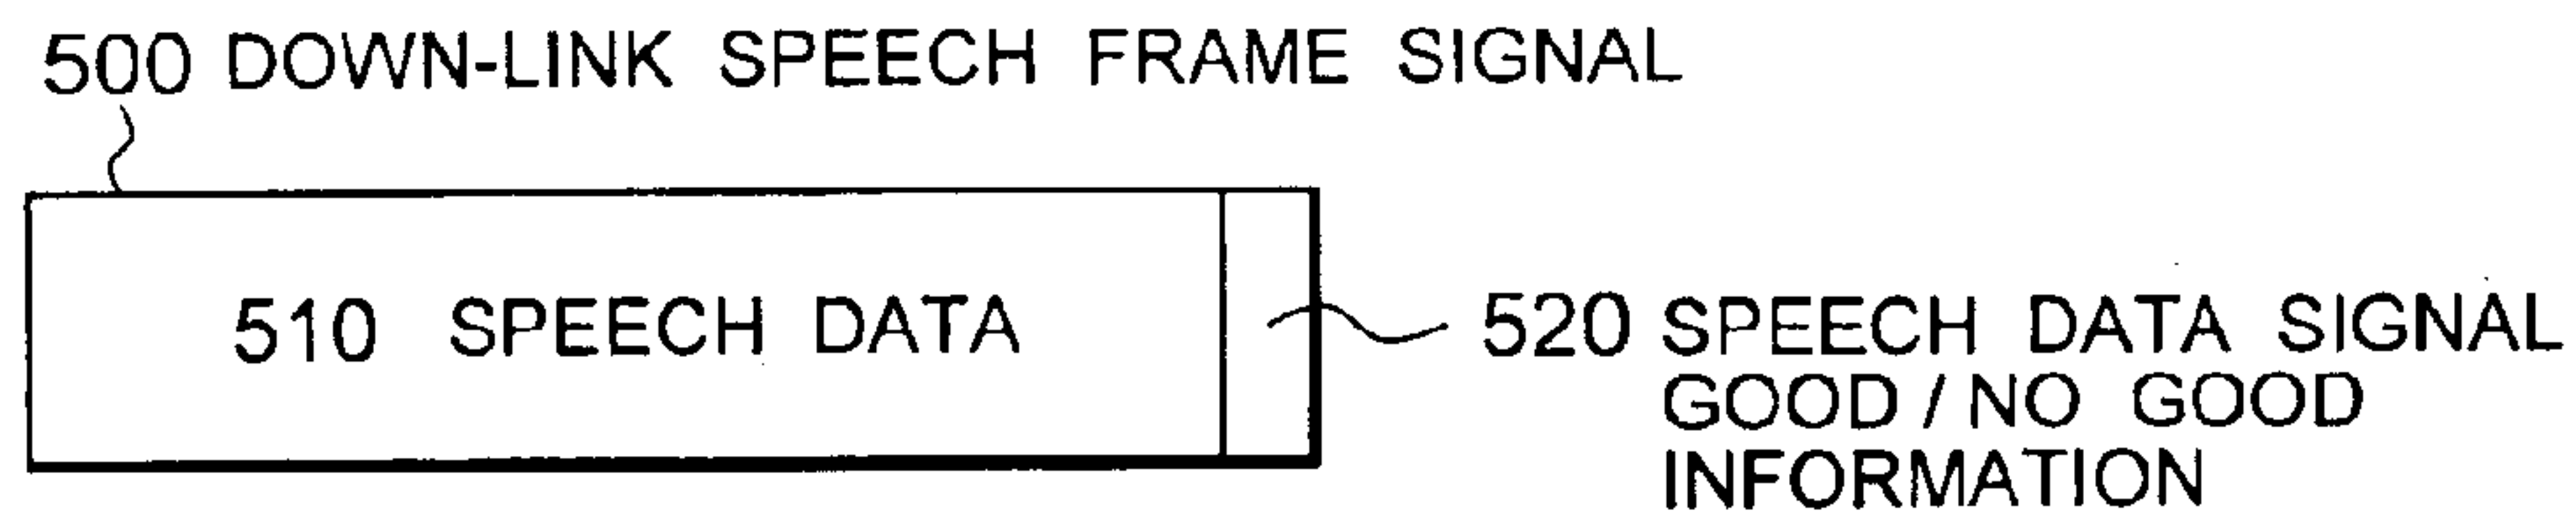 500 DOWN-LINK SPEECH FRAME SIGNAL
510 SPEECH DATA
520 SPEECH DATA SIGNAL
GOOD / NO GOOD
INFORMATION